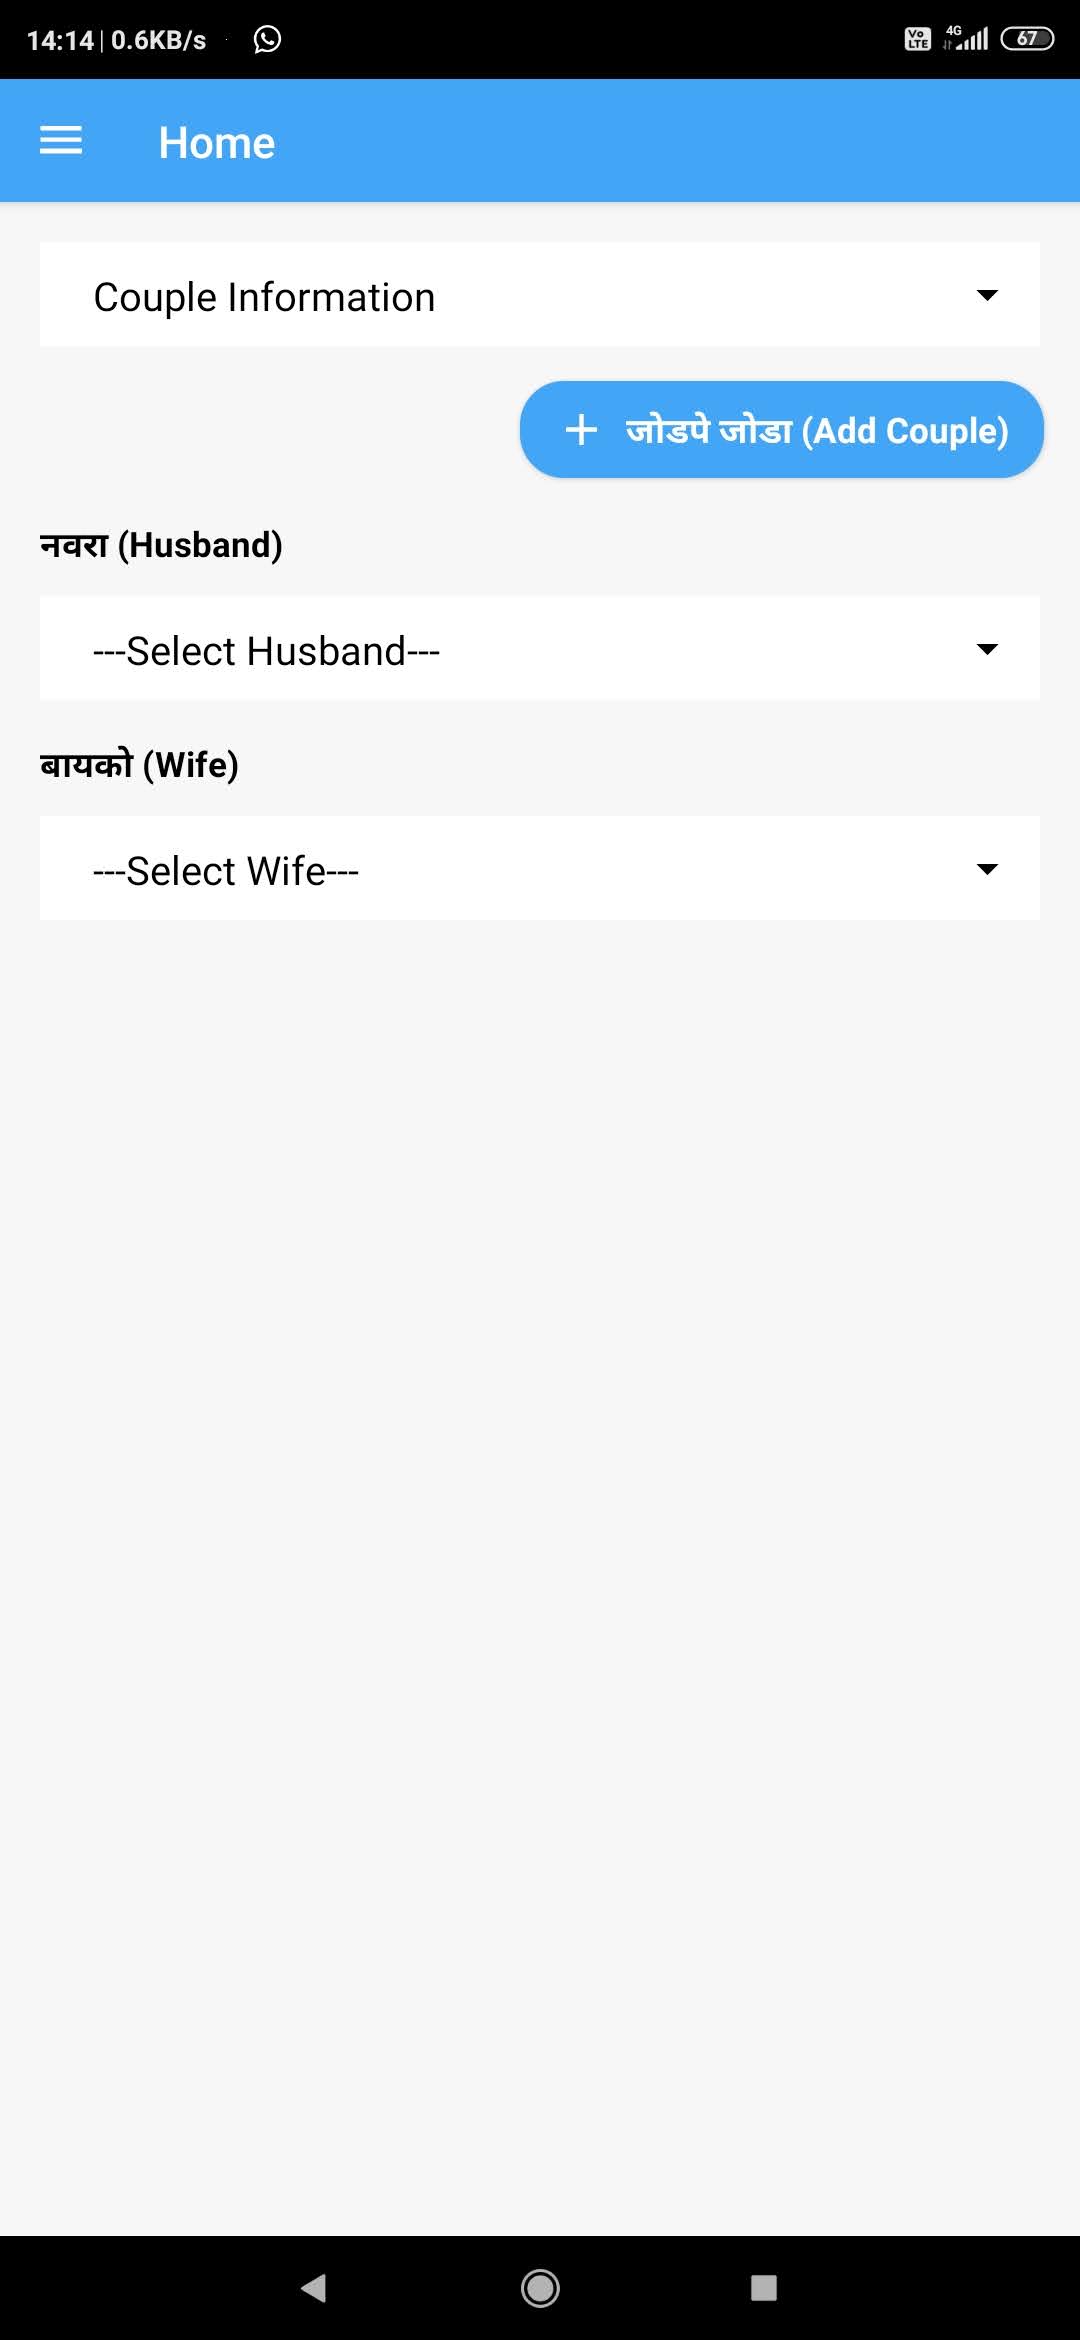 14:14 | 0.6KB/s
Vo LTE 4G 67
Home
Couple Information
जोडपे जोडा (Add Couple)
नवरा (Husband)
---Select Husband---
बायको (Wife)
---Select Wife---